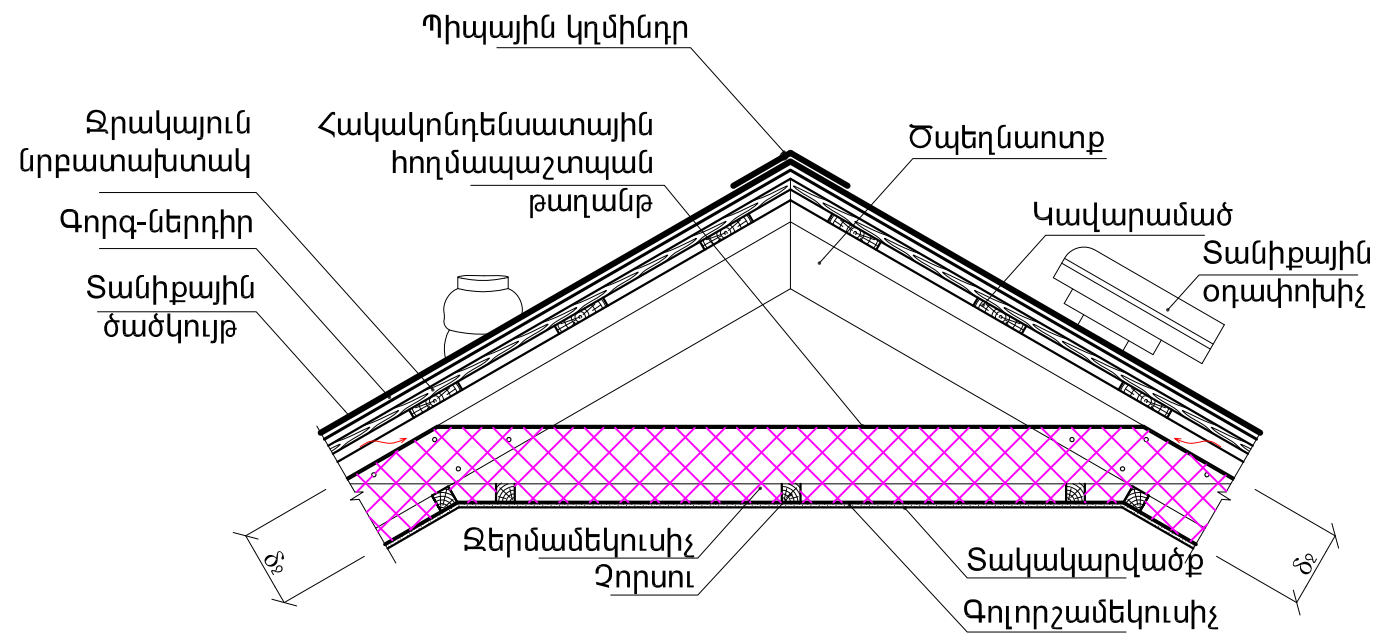 Պիպային կղմինդր
Ջրակայուն
նրբատախտակ
Հակակոնդենսատային
հողմապաշտպան
թաղանթ
Ծպեղնաոտք
Գորգ-ներդիր
Կավարամած
Տանիքային
օդափոխիչ
Տանիքային
ծածկույթ
Ջերմամեկուսիչ
Չորսու
Տակակարվածք
Գոլորշամեկուսիչ
δ2
δ2